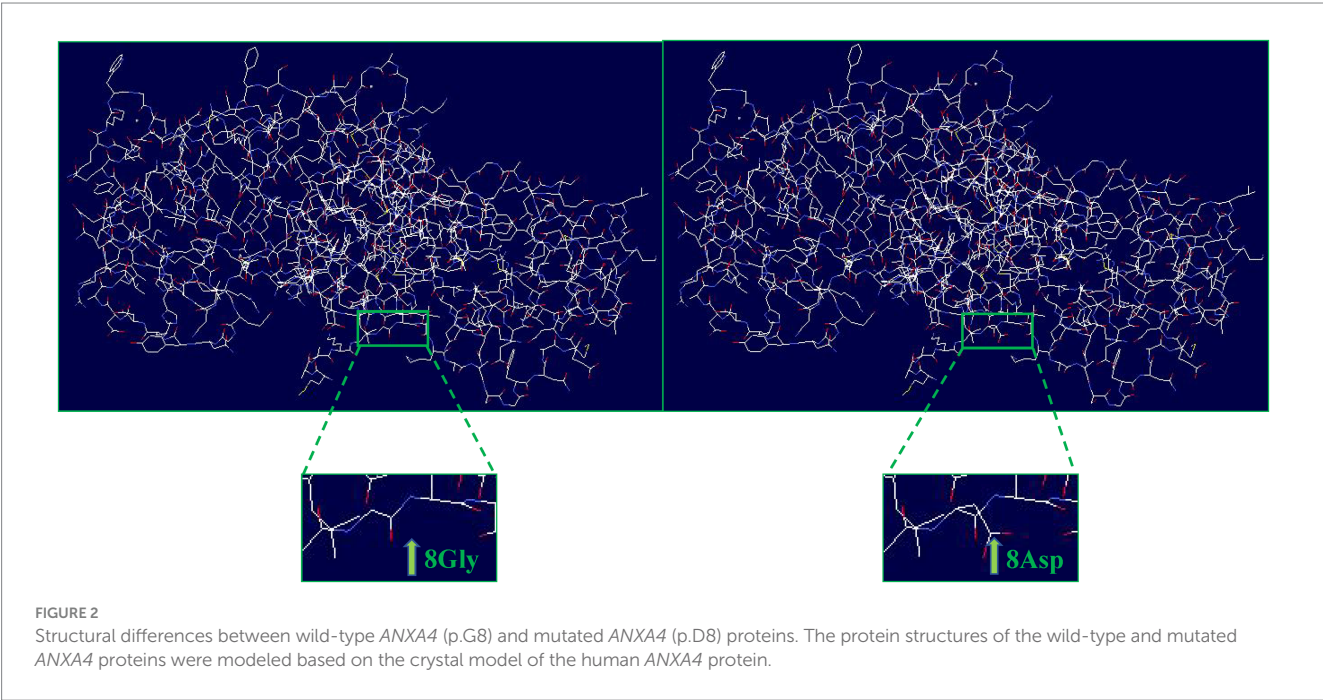 8Gly
8Asp
FIGURE 2
Structural differences between wild-type ANXA4 (p.G8) and mutated ANXA4 (p.D8) proteins. The protein structures of the wild-type and mutated
ANXA4 proteins were modeled based on the crystal model of the human ANXA4 protein.